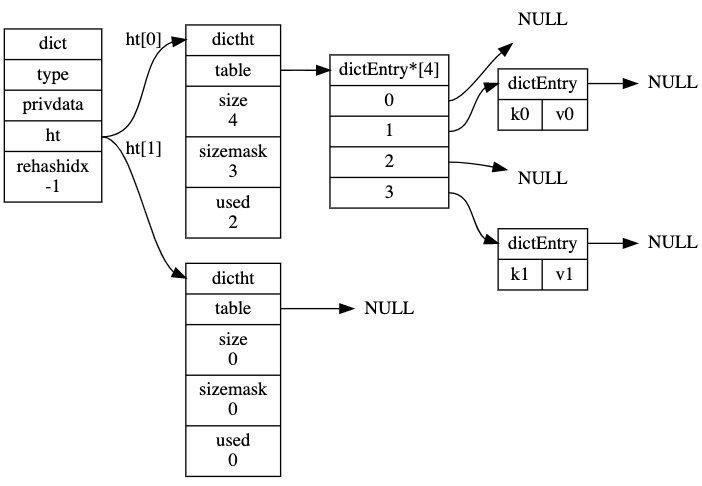 dict
type
privdata
ht
rehashidx
-1
ht[0]
ht[1]
dictht
table
size
4
sizemask
3
used
2
dictht
table
size
0
sizemask
0
used
0
NULL
dictEntry*[4]
0
1
2
3
NULL
dictEntry
k0 v0
NULL
NULL
dictEntry
k1 v1
NULL